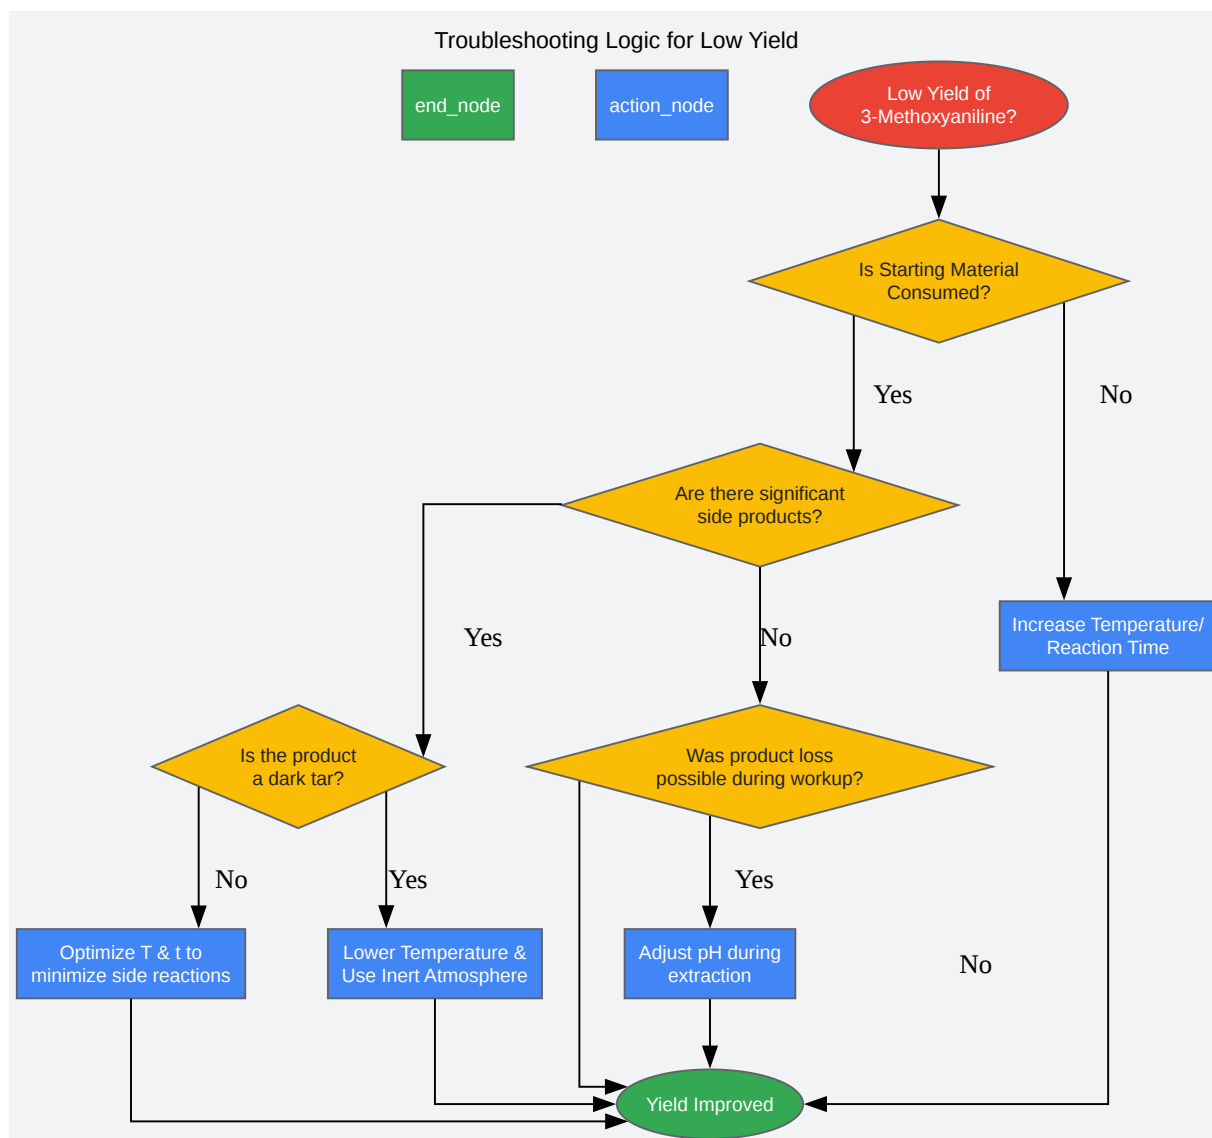 Troubleshooting Logic for Low Yield
end_node
action_node
Low Yield of
3-Methoxyaniline?
Is Starting Material
Consumed?
Yes
No
Are there significant
side products?
Yes
No
Increase Temperature/
Reaction Time
Is the product
a dark tar?
Was product loss
possible during workup?
No
Yes
Yes
No
Optimize T & t to
minimize side reactions
Lower Temperature &
Use Inert Atmosphere
Adjust pH during
extraction
Yield Improved